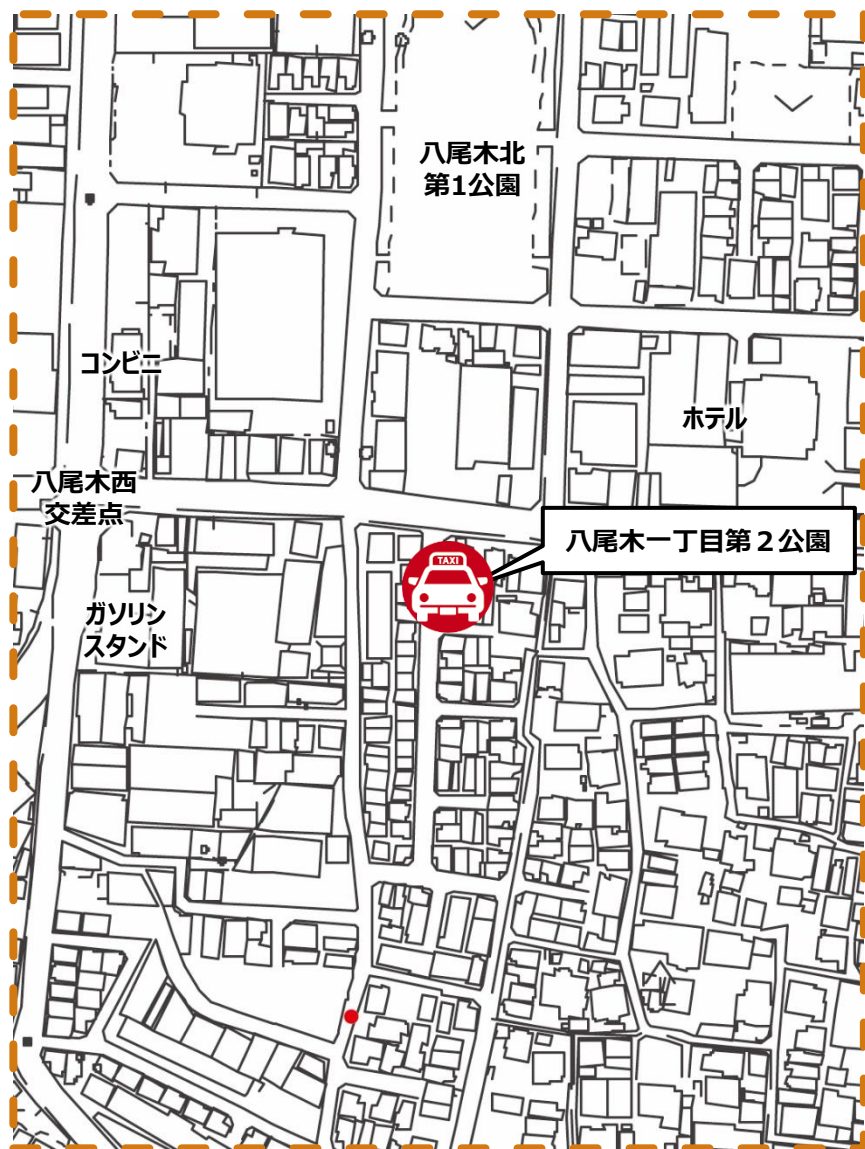 八尾木北
第1公園
コンビニ
ホテル
八尾木西
交差点
八尾木一丁目第２公園
TAXI
ガソリン
スタンド